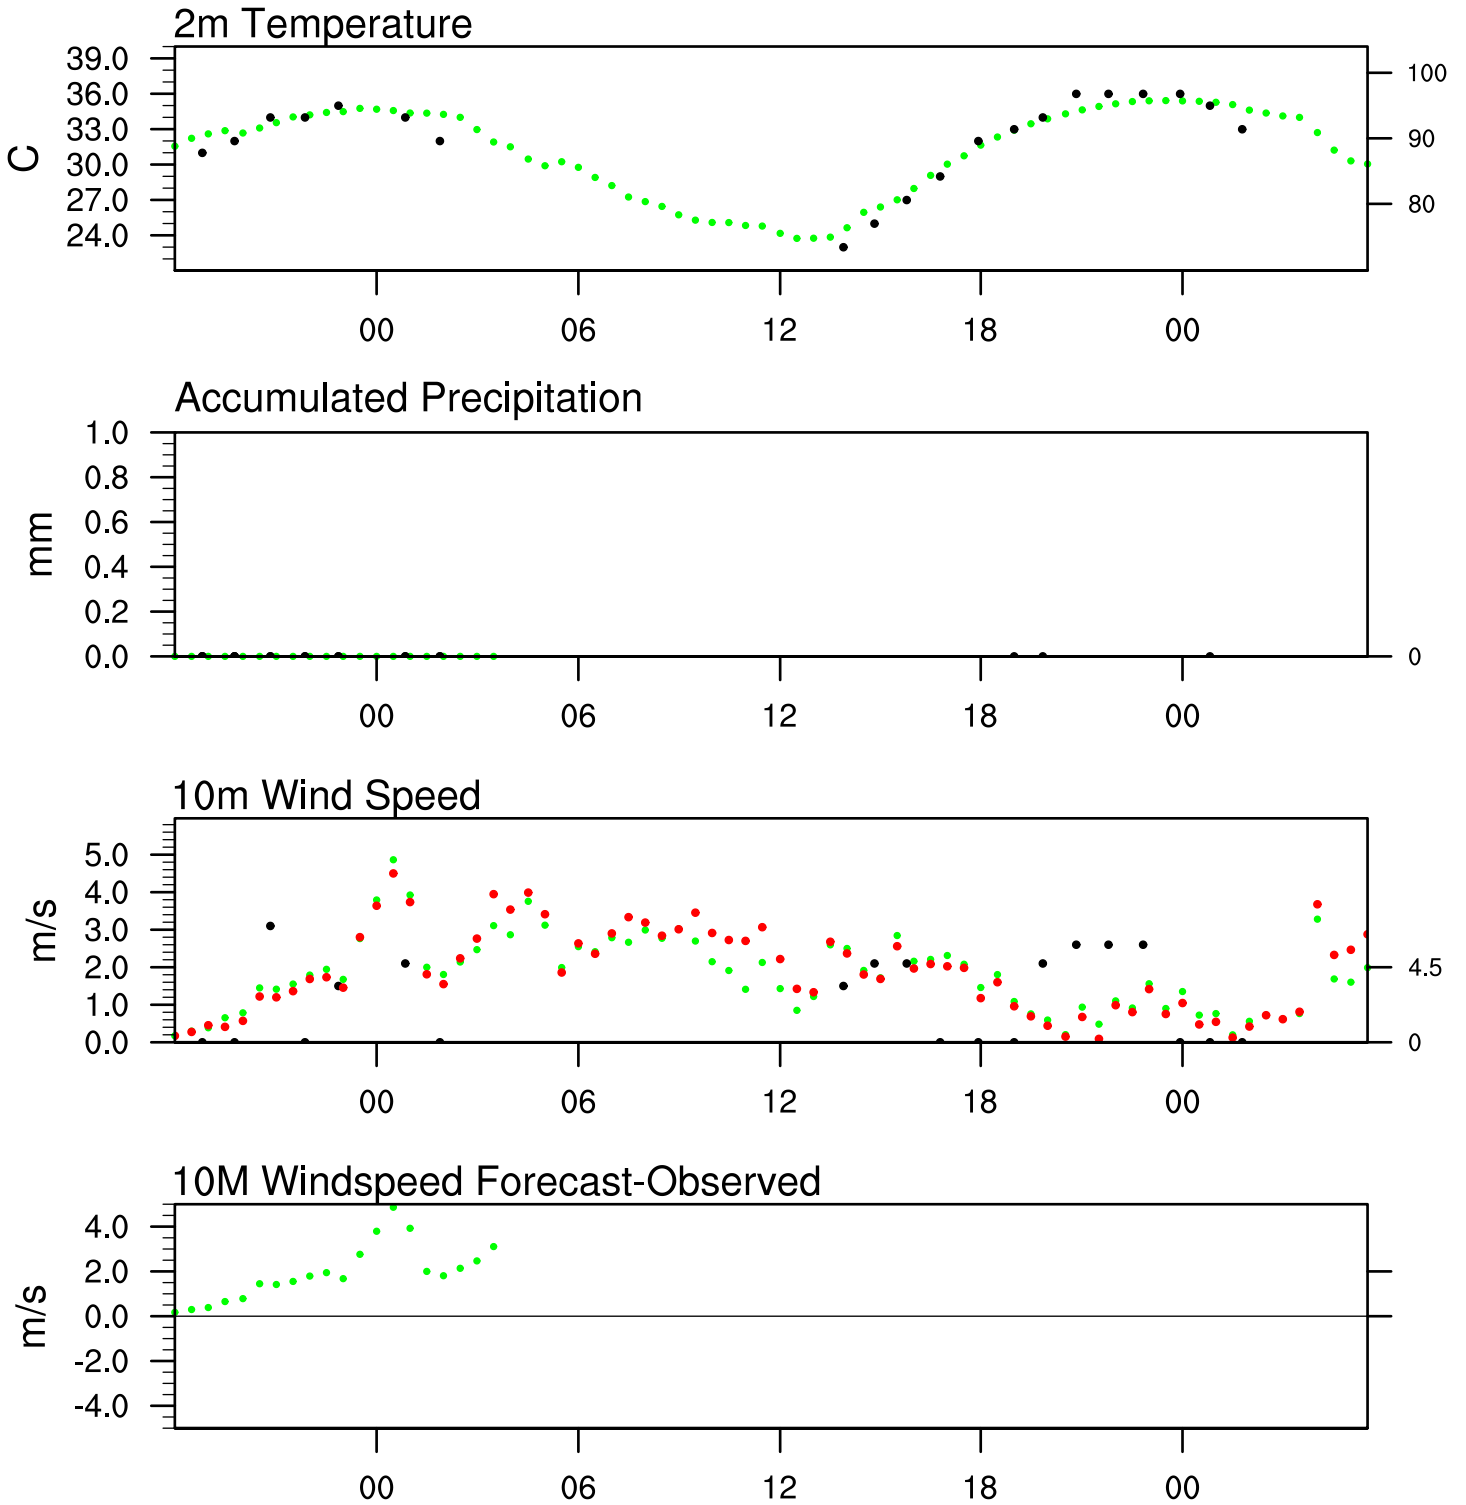 2m Temperature
39.0
36.0
33.0
30.0
27.0
24.0
C
100
90
80
00 06 12 18 00
Accumulated Precipitation
1.0
0.8
0.6
0.4
0.2
0.0
mm
0
00 06 12 18 00
10m Wind Speed
5.0
4.0
3.0
2.0
1.0
0.0
m/s
4.5
0
00 06 12 18 00
10M Windspeed Forecast-Observed
4.0
2.0
0.0
-2.0
-4.0
m/s
00 06 12 18 00